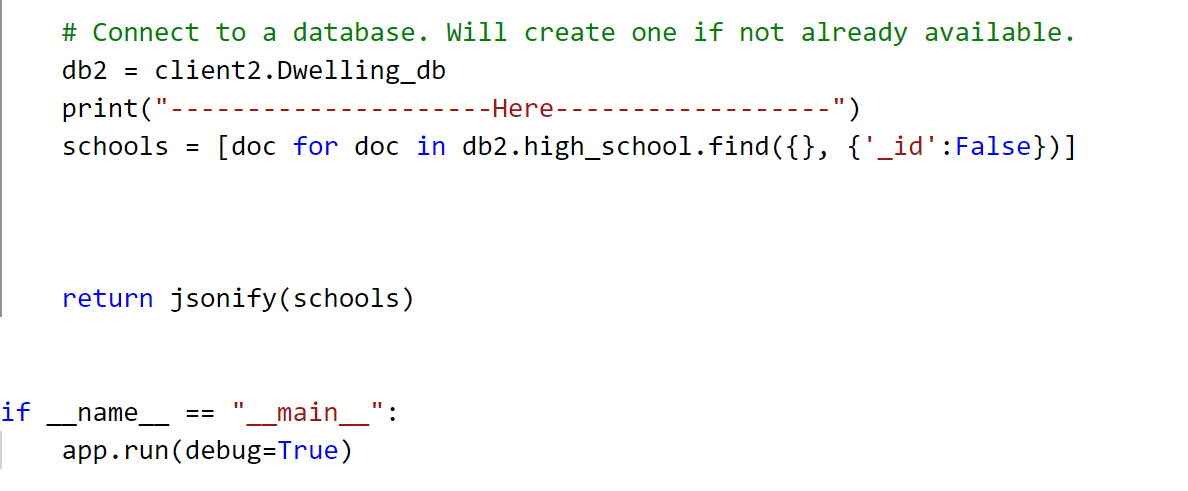 # Connect to a database. Will create one if not already available.
db2 = client2.Dwelling_db
print("---------------------Here------------------")
schools = [doc for doc in db2.high_school.find({}, {'_id':False})]
return jsonify(schools)
if __name__ == "__main__":
app.run(debug=True)